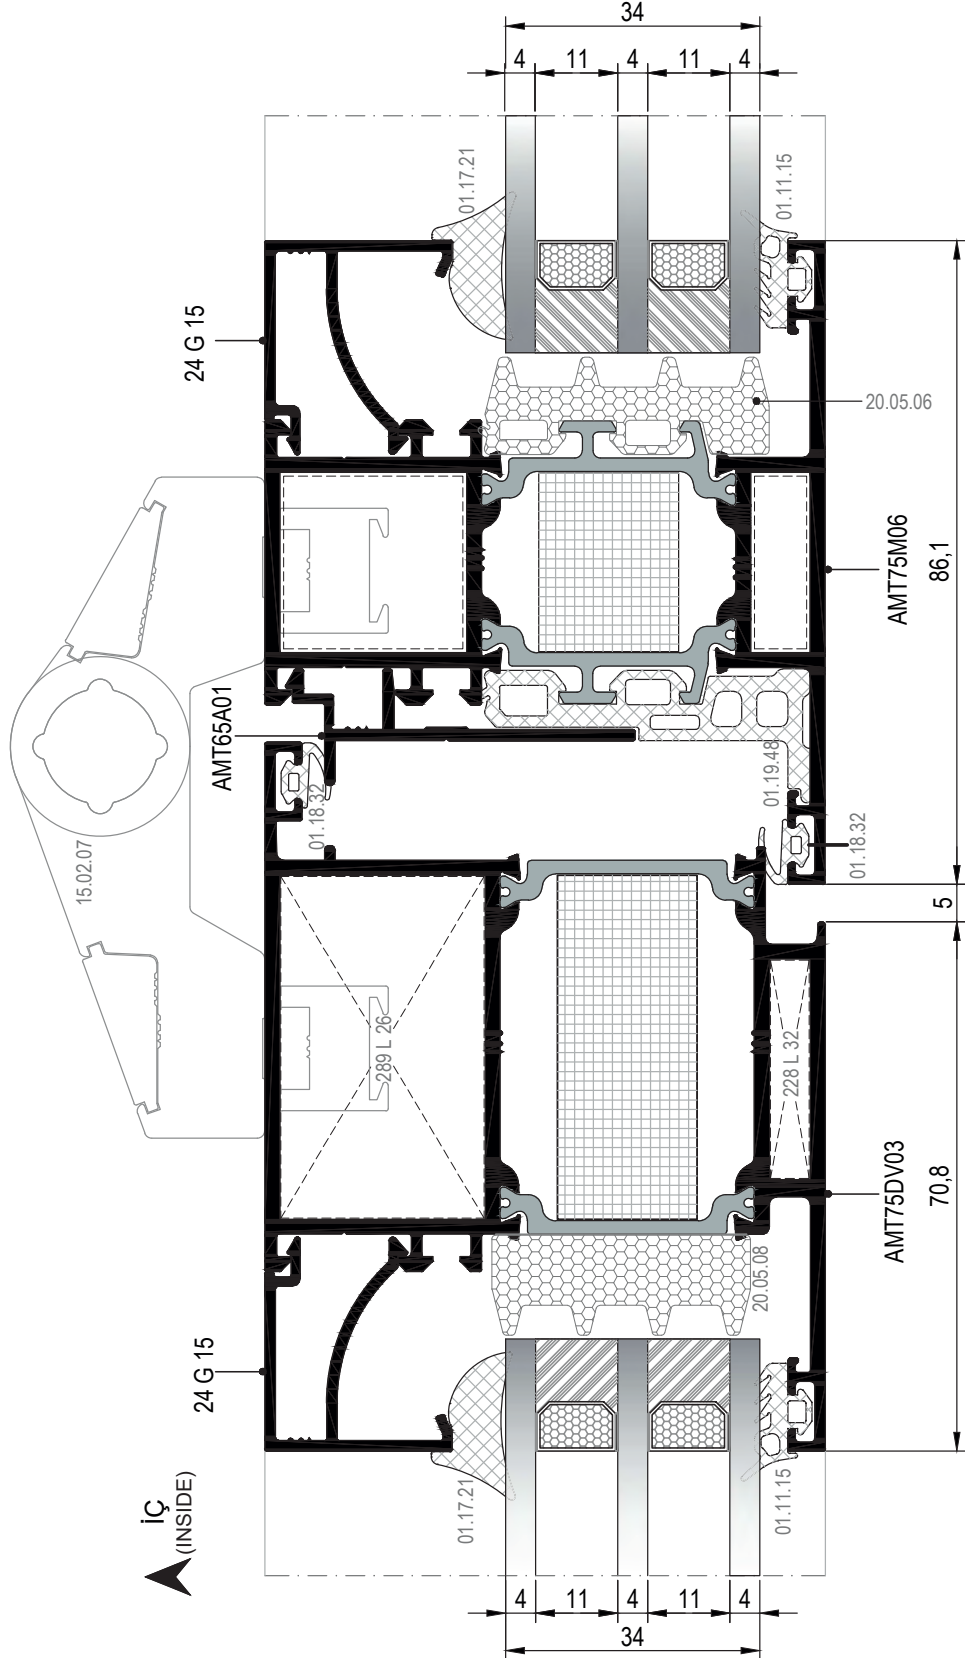 34
4
11
4
11
4
01.17.21
01.11.15
24 G 15
20.05.06
AMT75M06
86,1
AMT65A01
15.02.07
01.18.32
01.19.48
01.18.32
5
289 L 26
228 L 32
AMT75DV03
70,8
20.05.08
24 G 15
01.17.21
01.11.15
İÇ
(INSIDE)
4
11
4
11
4
34